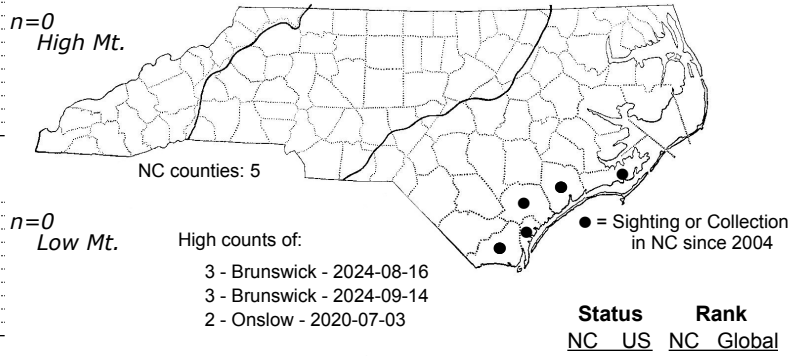 n=0
High Mt.
NC counties: 5
n=0
Low Mt.
High counts of:
3 - Brunswick - 2024-08-16
3 - Brunswick - 2024-09-14
2 - Onslow - 2020-07-03
● = Sighting or Collection
in NC since 2004
Status Rank
NC US NC Global